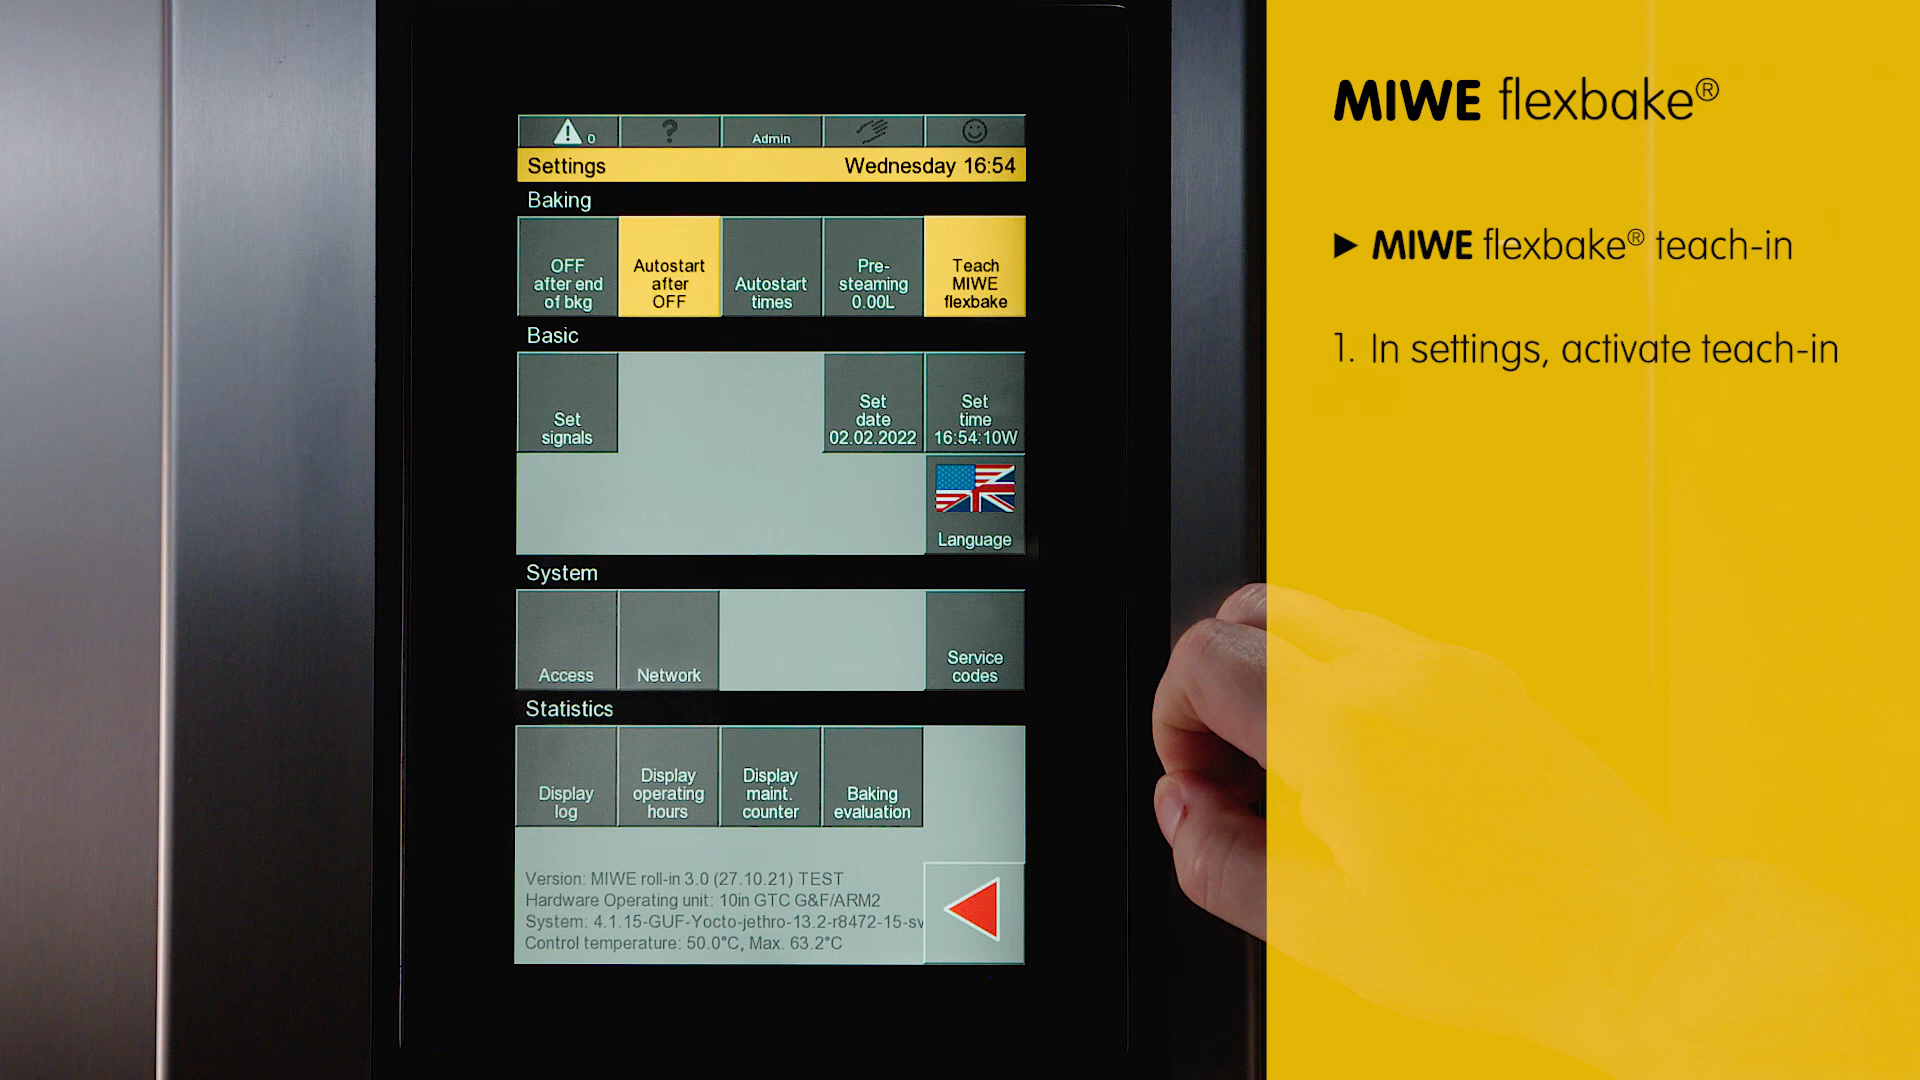 0
?
Admin
Settings Wednesday 16:54
Baking
OFF
after end
of bkg
Autostart
after
OFF
Autostart
times
Pre-
steaming
0.00L
Teach
MIWE
flexbake
Basic
Set
signals
Set
date
02.02.2022
Set
time
16:54:10W
Language
System
Access
Network
Service
codes
Statistics
Display
log
Display
operating
hours
Display
maint.
counter
Baking
evaluation
Version: MIWE roll-in 3.0 (27.10.21) TEST
Hardware Operating unit: 10in GTC G&F/ARM2
System: 4.1.15-GUF-Yocto-jethro-13.2-r8472-15-sv
Control temperature: 50.0°C, Max. 63.2°C
MIWE flexbake®
► MIWE flexbake® teach-in
1. In settings, activate teach-in